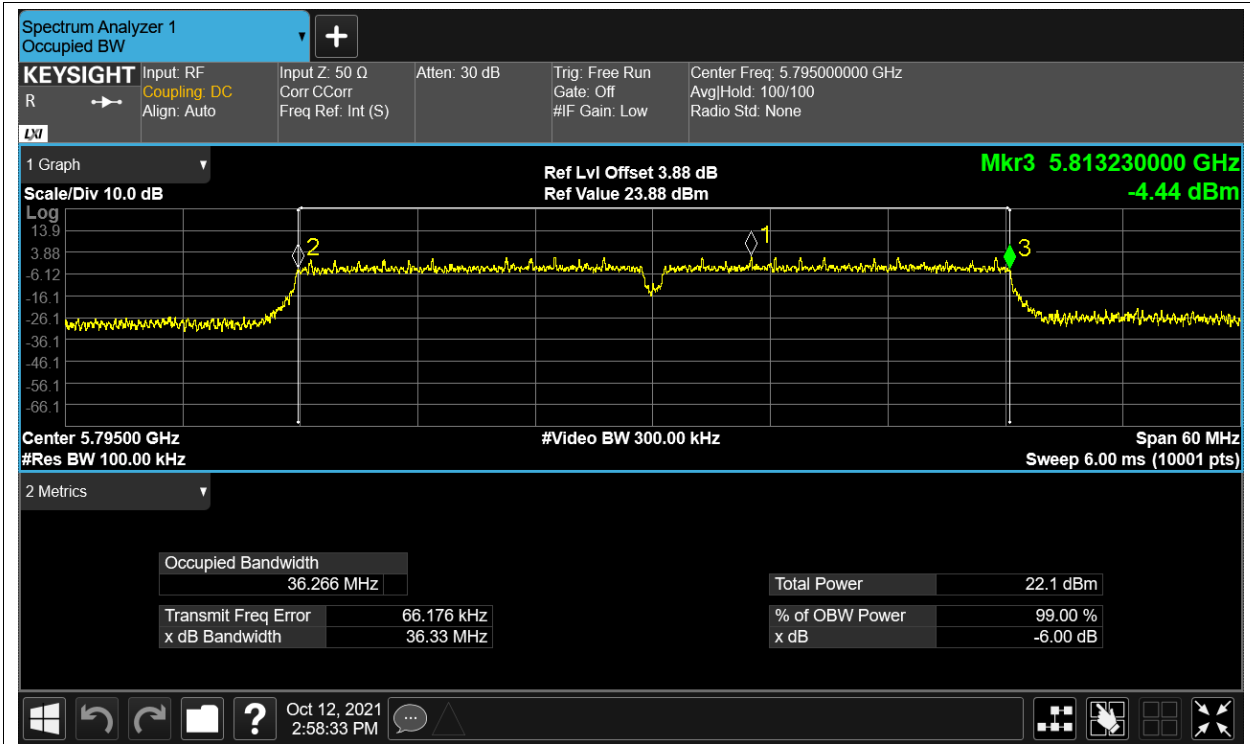 Spectrum Analyzer 1
Occupied BW
+
KEYSIGHT
R
LXI
Input: RF
Coupling: DC
Align: Auto
Input Z: 50 Ω
Corr CCorr
Freq Ref: Int (S)
Atten: 30 dB
Trig: Free Run
Gate: Off
#IF Gain: Low
Center Freq: 5.795000000 GHz
Avg|Hold: 100/100
Radio Std: None
1 Graph
Scale/Div 10.0 dB
Ref Lvl Offset 3.88 dB
Ref Value 23.88 dBm
Mkr3 5.813230000 GHz
-4.44 dBm
Log
13.9
3.88
-6.12
-16.1
-26.1
-36.1
-46.1
-56.1
-66.1
2
1
3
Center 5.79500 GHz
#Res BW 100.00 kHz
#Video BW 300.00 kHz
Span 60 MHz
Sweep 6.00 ms (10001 pts)
2 Metrics
Occupied Bandwidth
36.266 MHz
Transmit Freq Error 66.176 kHz
x dB Bandwidth 36.33 MHz
Total Power 22.1 dBm
% of OBW Power 99.00 %
x dB -6.00 dB
?
Oct 12, 2021
2:58:33 PM